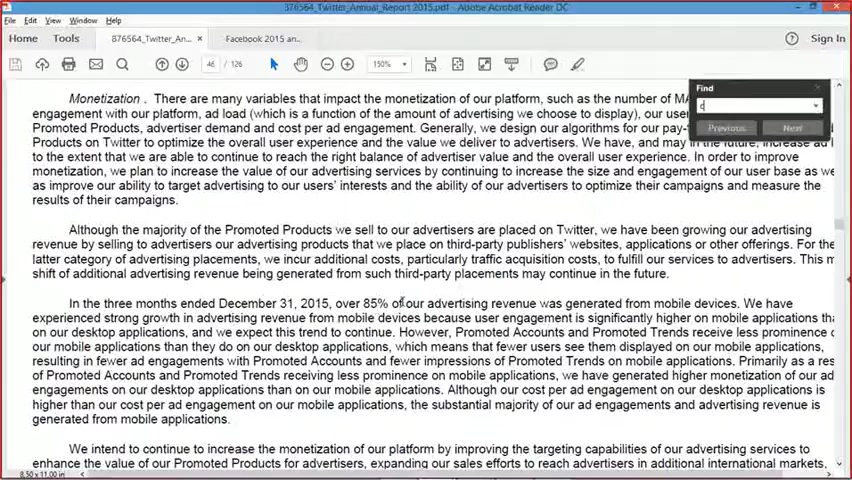 376564_Twitter_Annual_Report 2015.pdf - Adobe Acrobat Reader DC
File Edit View Window Help
Home Tools 876564_Twitter_An... × Facebook 2015 an... Sign In
46 / 126 150%
Find
c
Previous Next
Monetization . There are many variables that impact the monetization of our platform, such as the number of MA
engagement with our platform, ad load (which is a function of the amount of advertising we choose to display), our use
Promoted Products, advertiser demand and cost per ad engagement. Generally, we design our algorithms for our pay-f
Products on Twitter to optimize the overall user experience and the value we deliver to advertisers. We have, and may in the future, increase ad l
to the extent that we are able to continue to reach the right balance of advertiser value and the overall user experience. In order to improve
monetization, we plan to increase the value of our advertising services by continuing to increase the size and engagement of our user base as we
as improve our ability to target advertising to our users' interests and the ability of our advertisers to optimize their campaigns and measure the
results of their campaigns.
Although the majority of the Promoted Products we sell to our advertisers are placed on Twitter, we have been growing our advertising
revenue by selling to advertisers our advertising products that we place on third-party publishers' websites, applications or other offerings. For the
latter category of advertising placements, we incur additional costs, particularly traffic acquisition costs, to fulfill our services to advertisers. This m
shift of additional advertising revenue being generated from such third-party placements may continue in the future.
In the three months ended December 31, 2015, over 85% of our advertising revenue was generated from mobile devices. We have
experienced strong growth in advertising revenue from mobile devices because user engagement is significantly higher on mobile applications tha
on our desktop applications, and we expect this trend to continue. However, Promoted Accounts and Promoted Trends receive less prominence o
our mobile applications than they do on our desktop applications, which means that fewer users see them displayed on our mobile applications,
resulting in fewer ad engagements with Promoted Accounts and fewer impressions of Promoted Trends on mobile applications. Primarily as a res
of Promoted Accounts and Promoted Trends receiving less prominence on mobile applications, we have generated higher monetization of our ad
engagements on our desktop applications than on our mobile applications. Although our cost per ad engagement on our desktop applications is
higher than our cost per ad engagement on our mobile applications, the substantial majority of our ad engagements and advertising revenue is
generated from mobile applications.
We intend to continue to increase the monetization of our platform by improving the targeting capabilities of our advertising services to
enhance the value of our Promoted Products for advertisers, expanding our sales efforts to reach advertisers in additional international markets,
8.50 x 11.00 in